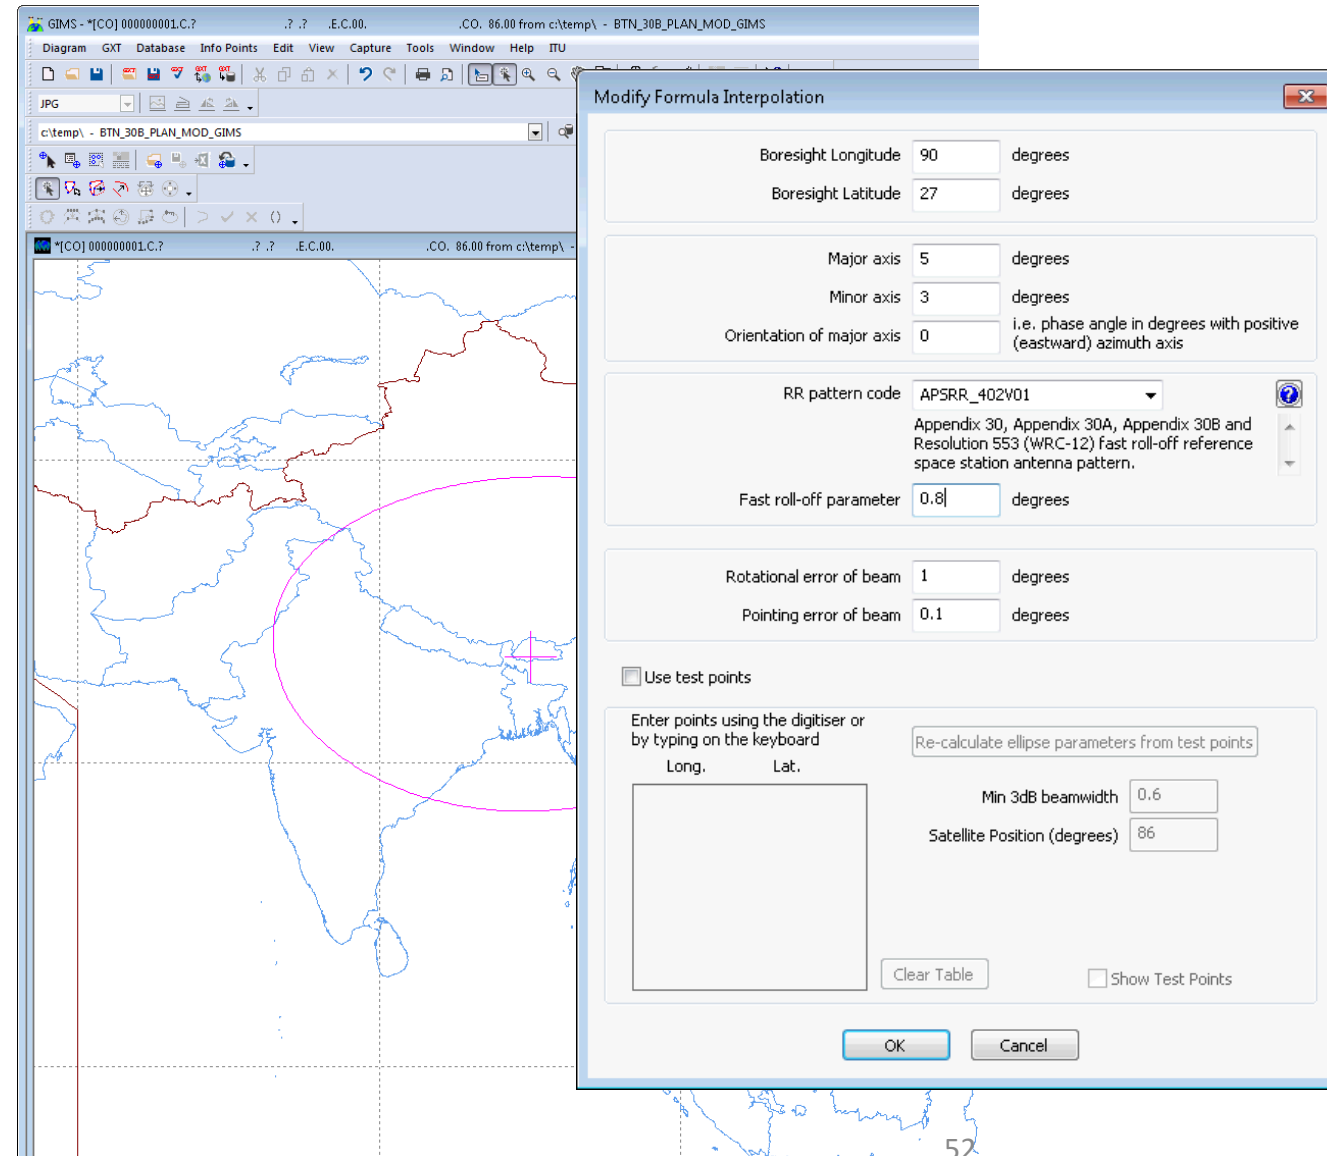 GIMS - *[CO] 000000001.C.? .? .? .E.C.00. .CO. 86.00 from c:\temp\ - BTN_30B_PLAN_MOD_GIMS
Diagram GXT Database Info Points Edit View Capture Tools Window Help ITU
JPG
c:\temp\ - BTN_30B_PLAN_MOD_GIMS
*[CO] 000000001.C.? .? .? .E.C.00. .CO. 86.00 from c:\temp\ -
Modify Formula Interpolation
Boresight Longitude 90 degrees
Boresight Latitude 27 degrees
Major axis 5 degrees
Minor axis 3 degrees
Orientation of major axis 0 i.e. phase angle in degrees with positive
(eastward) azimuth axis
RR pattern code APSRR_402V01
Appendix 30, Appendix 30A, Appendix 30B and
Resolution 553 (WRC-12) fast roll-off reference
space station antenna pattern.
Fast roll-off parameter 0.8 degrees
Rotational error of beam 1 degrees
Pointing error of beam 0.1 degrees
Use test points
Enter points using the digitiser or
by typing on the keyboard
Re-calculate ellipse parameters from test points
Long. Lat.
Min 3dB beamwidth 0.6
Satellite Position (degrees) 86
Clear Table
Show Test Points
OK Cancel
52